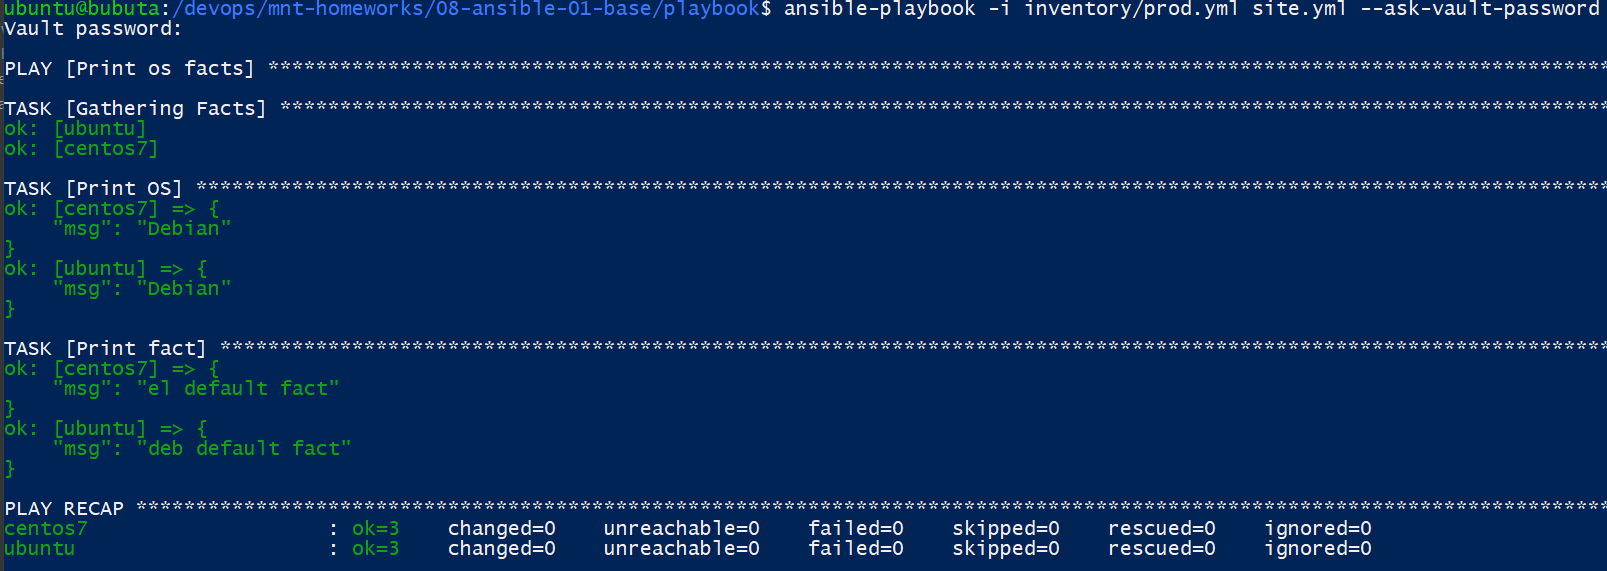 ubuntu@bubuta:/devops/mnt-homeworks/08-ansible-01-base/playbook$ ansible-playbook -i inventory/prod.yml site.yml --ask-vault-password
Vault password:
PLAY [Print os facts] ***************************************************************************************************************
TASK [Gathering Facts] **************************************************************************************************************
ok: [ubuntu]
ok: [centos7]
TASK [Print OS] *********************************************************************************************************************
ok: [centos7] => {
    "msg": "Debian"
}
ok: [ubuntu] => {
    "msg": "Debian"
}
TASK [Print fact] *******************************************************************************************************************
ok: [centos7] => {
    "msg": "el default fact"
}
ok: [ubuntu] => {
    "msg": "deb default fact"
}
PLAY RECAP **************************************************************************************************************************
centos7                    : ok=3    changed=0    unreachable=0    failed=0    skipped=0    rescued=0    ignored=0
ubuntu                     : ok=3    changed=0    unreachable=0    failed=0    skipped=0    rescued=0    ignored=0